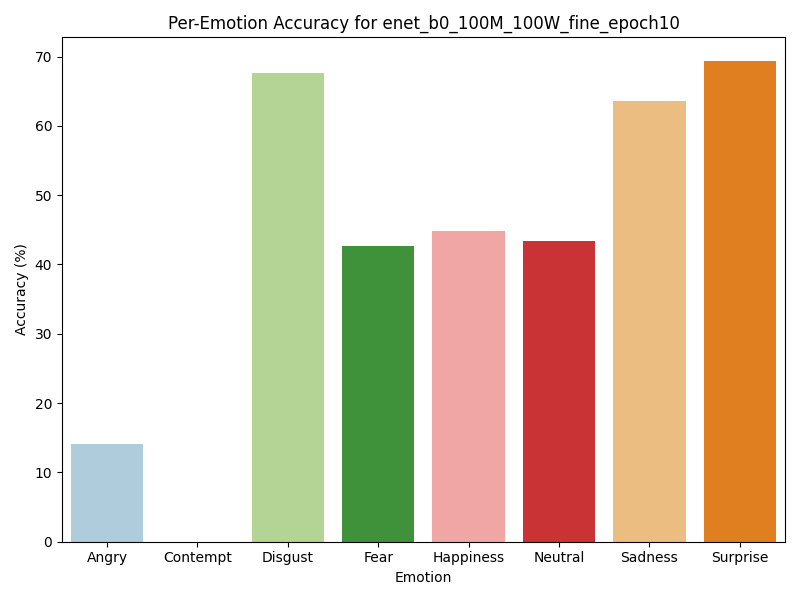 Per-Emotion Accuracy for enet_b0_100M_100W_fine_epoch10
70
60
50
40
30
20
10
0
Accuracy (%)
Angry Contempt Disgust Fear Happiness Neutral Sadness Surprise
Emotion